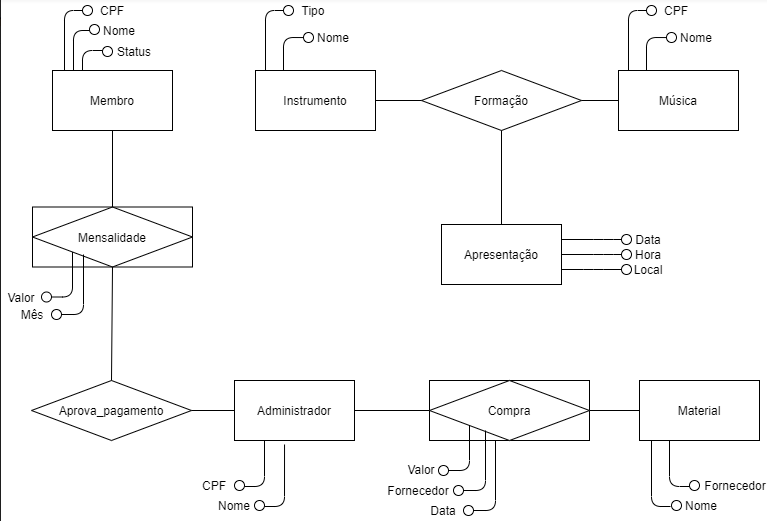 CPF
Nome
Status
Membro
Tipo
Nome
Instrumento
Formação
CPF
Nome
Música
Mensalidade
Valor
Mês
Apresentação
Data
Hora
Local
Aprova_pagamento
Administrador
CPF
Nome
Compra
Valor
Fornecedor
Data
Material
Fornecedor
Nome